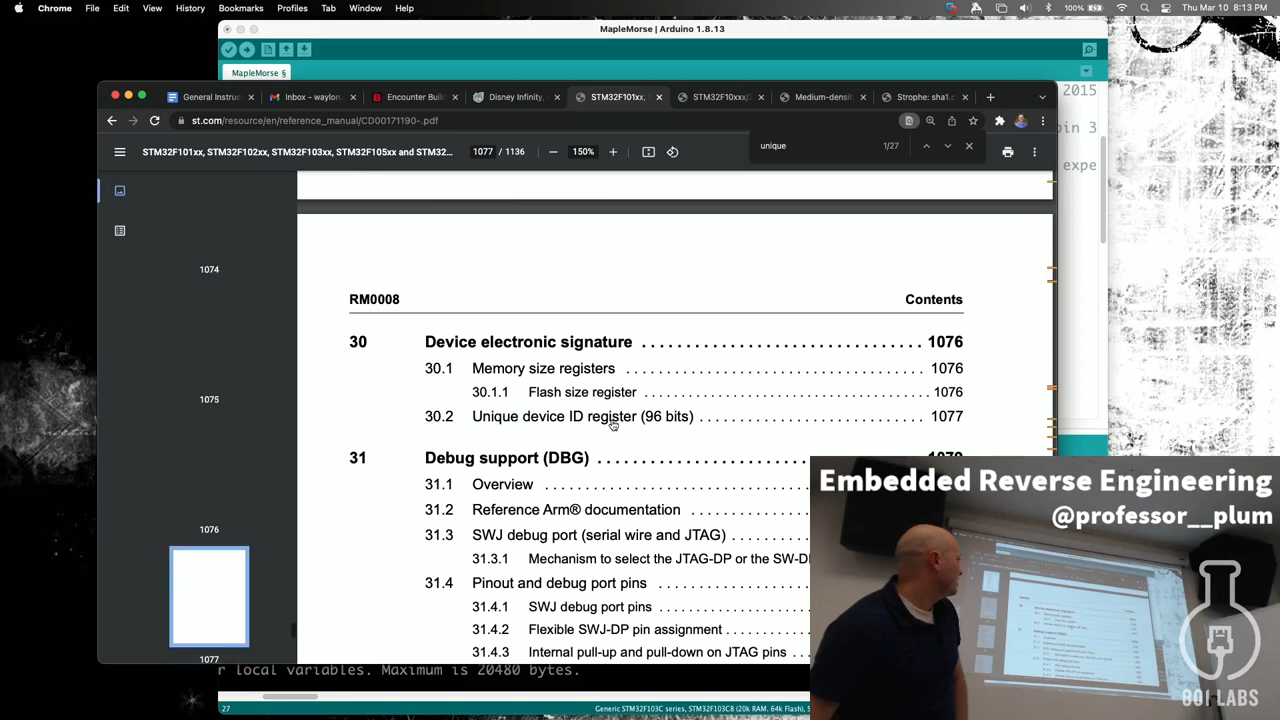 Chrome File Edit View History Bookmarks Profiles Tab Window Help
100% Mon Mar 10 8:13 PM
MapleMorse | Arduino 1.8.13
MapleMorse §
2015
General Instruc
Inbox - waylon
Encounter Buil
Disney Infinity,
STM32F101xx,
STM32F10xxx/
Medium-densit
Strophe: sha1.c
in 3
st.com/resource/en/reference_manual/CD00171190-.pdf
unique 1/27
STM32F101xx, STM32F102xx, STM32F103xx, STM32F105xx and STM32...
1077 / 1136
150%
expe
1074
1075
1076
1077
RM0008 Contents
30 Device electronic signature . . . . . . . . . . . . . . . . . . . . . . . . . . . . . 1076
30.1 Memory size registers . . . . . . . . . . . . . . . . . . . . . . . . . . . . . . . 1076
30.1.1 Flash size register . . . . . . . . . . . . . . . . . . . . . . . . . . . . . . . 1076
30.2 Unique device ID register (96 bits) . . . . . . . . . . . . . . . . . . . . . . . 1077
31 Debug support (DBG) . . . . . . . . . . . . . . . . . . . . . 1079
31.1 Overview . . . . . . . . . . . . . . . . . . . . . . . .
31.2 Reference Arm® documentation . . . . . . . . . . . .
31.3 SWJ debug port (serial wire and JTAG) . . . . . . . .
31.3.1 Mechanism to select the JTAG-DP or the SW-D
31.4 Pinout and debug port pins . . . . . . . . . . . . . .
31.4.1 SWJ debug port pins . . . . . . . . . . . . . . . .
31.4.2 Flexible SWJ-DP pin assignment . . . . . . . .
31.4.3 Internal pull-up and pull-down on JTAG pins . . .
r local variables. Maximum is 20480 bytes.
27
Generic STM32F103C series, STM32F103C8 (20k RAM. 64k Flash),
Embedded Reverse Engineering
@professor__plum
801 LABS